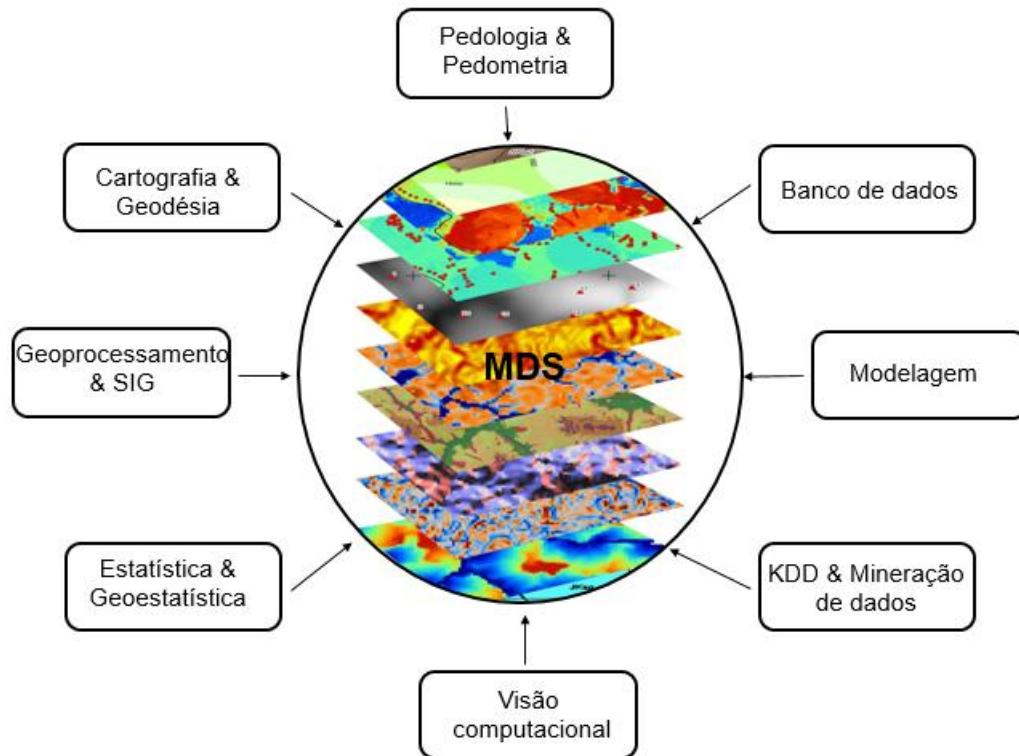 Pedologia &
Pedometria
Cartografia &
Geodésia
Banco de dados
Geoprocessamento
& SIG
MDS
Modelagem
Estatística &
Geoestatística
KDD & Mineração
de dados
Visão
computacional